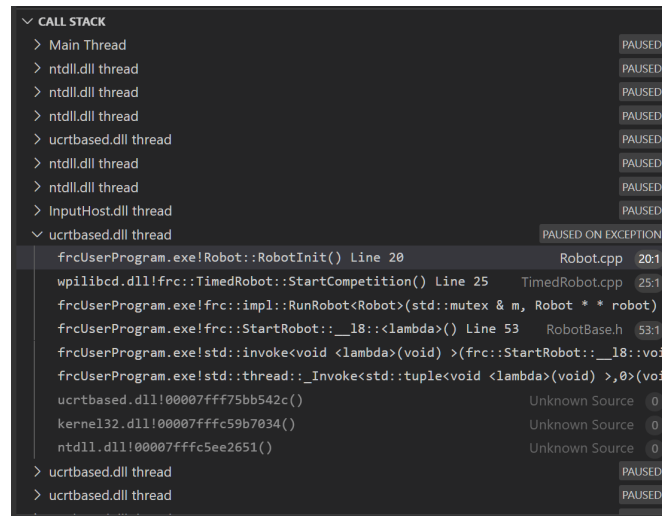 CALL STACK
Main Thread PAUSED
ntdll.dll thread PAUSED
ntdll.dll thread PAUSED
ntdll.dll thread PAUSED
ucrtbased.dll thread PAUSED
ntdll.dll thread PAUSED
ntdll.dll thread PAUSED
InputHost.dll thread PAUSED
ucrtbased.dll thread PAUSED ON EXCEPTION
frcUserProgram.exe!Robot::RobotInit() Line 20 Robot.cpp 20:1
wpilibcd.dll!frc::TimedRobot::StartCompetition() Line 25 TimedRobot.cpp 25:1
frcUserProgram.exe!frc::impl::RunRobot<Robot>(std::mutex & m, Robot * * robot)
frcUserProgram.exe!frc::StartRobot::__l8::<lambda>() Line 53 RobotBase.h 53:1
frcUserProgram.exe!std::invoke<void <lambda>(void) >(frc::StartRobot::__l8::voi
frcUserProgram.exe!std::thread::_Invoke<std::tuple<void <lambda>(void) >,0>(voi
ucrtbased.dll!00007fff75bb542c() Unknown Source 0
kernel32.dll!00007fffc59b7034() Unknown Source 0
ntdll.dll!00007fffc5ee2651() Unknown Source 0
ucrtbased.dll thread PAUSED
ucrtbased.dll thread PAUSED